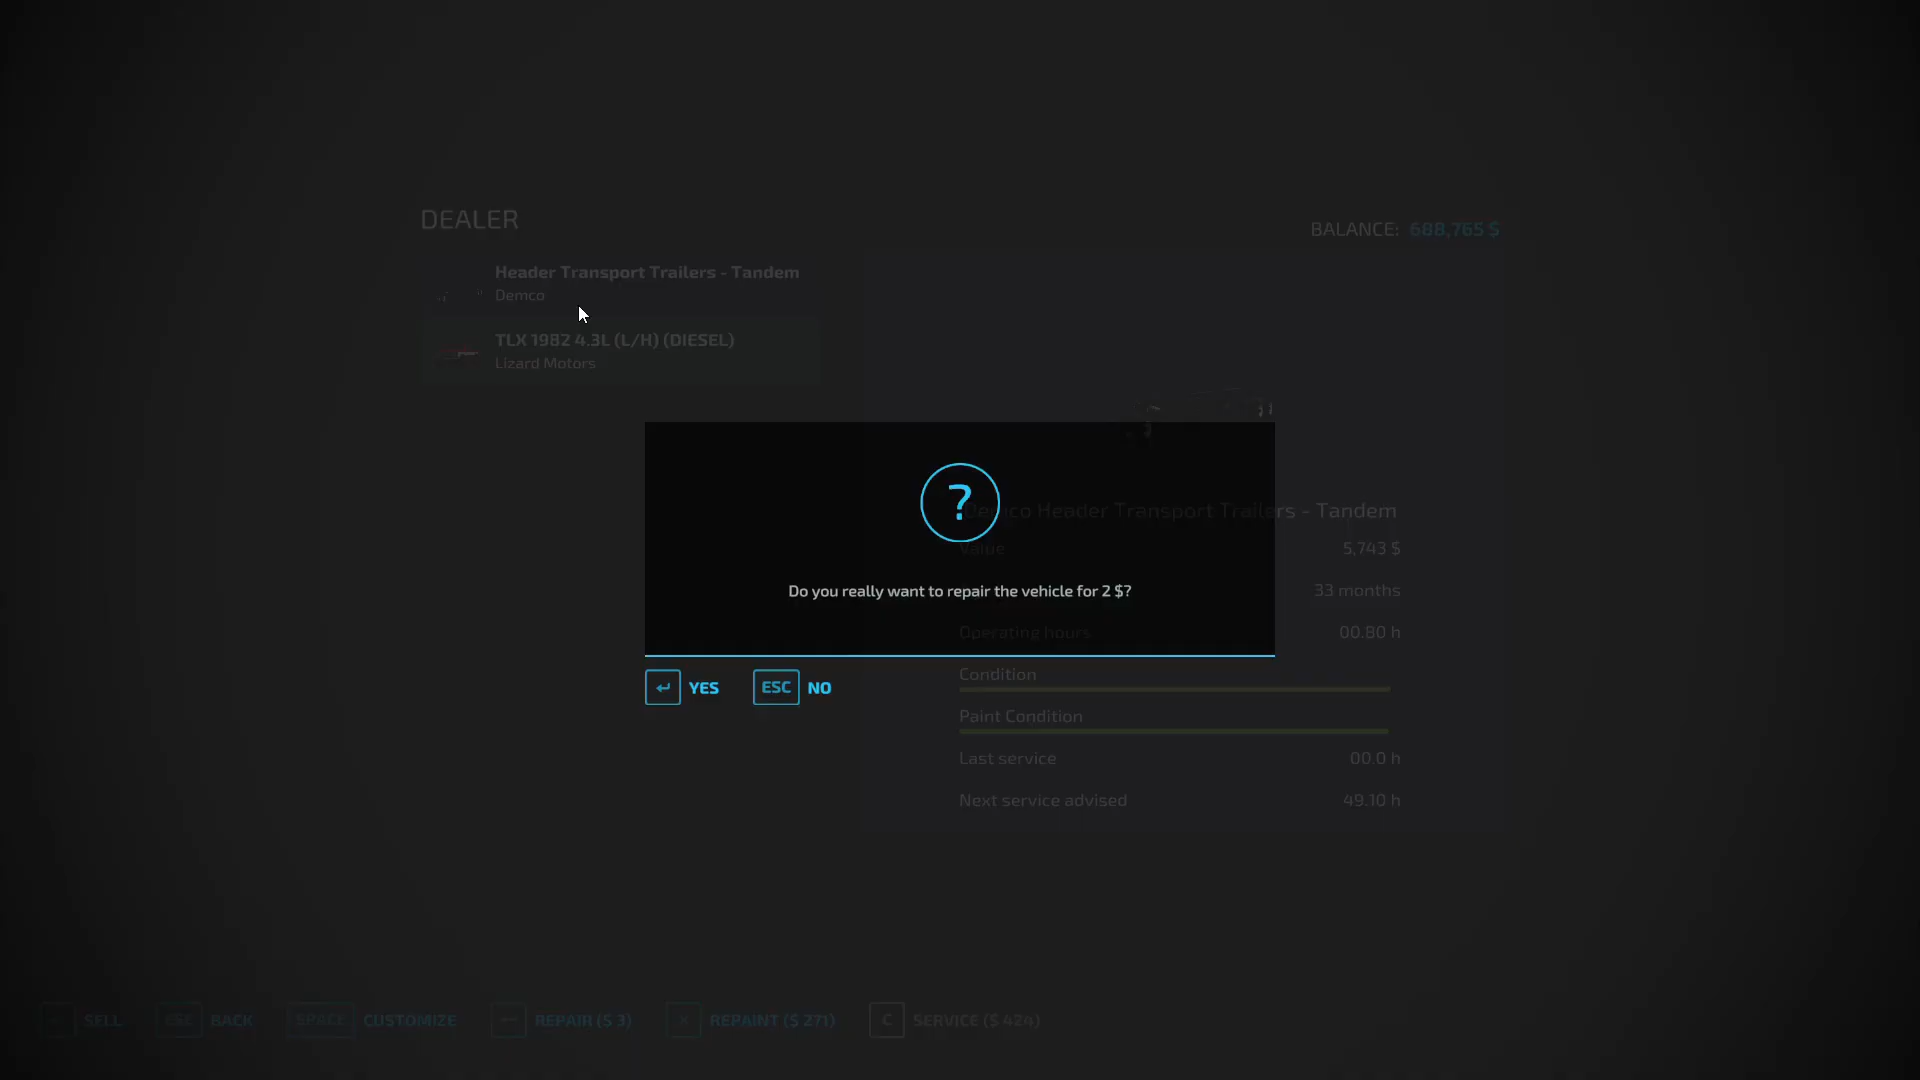 DEALER
BALANCE: 688,765 $
Header Transport Trailers - Tandem
Demco
TLX 1982 4.3L (L/H) (DIESEL)
Lizard Motors
?
Demco Header Transport Trailers - Tandem
Value 5,743 $
Do you really want to repair the vehicle for 2 $?
33 months
Operating hours 00.80 h
Condition
↵ YES ESC NO
Paint Condition
Last service 00.0 h
Next service advised 49.10 h
SELL ESC BACK SPACE CUSTOMIZE REPAIR ($ 3) X REPAINT ($ 271) C SERVICE ($ 424)